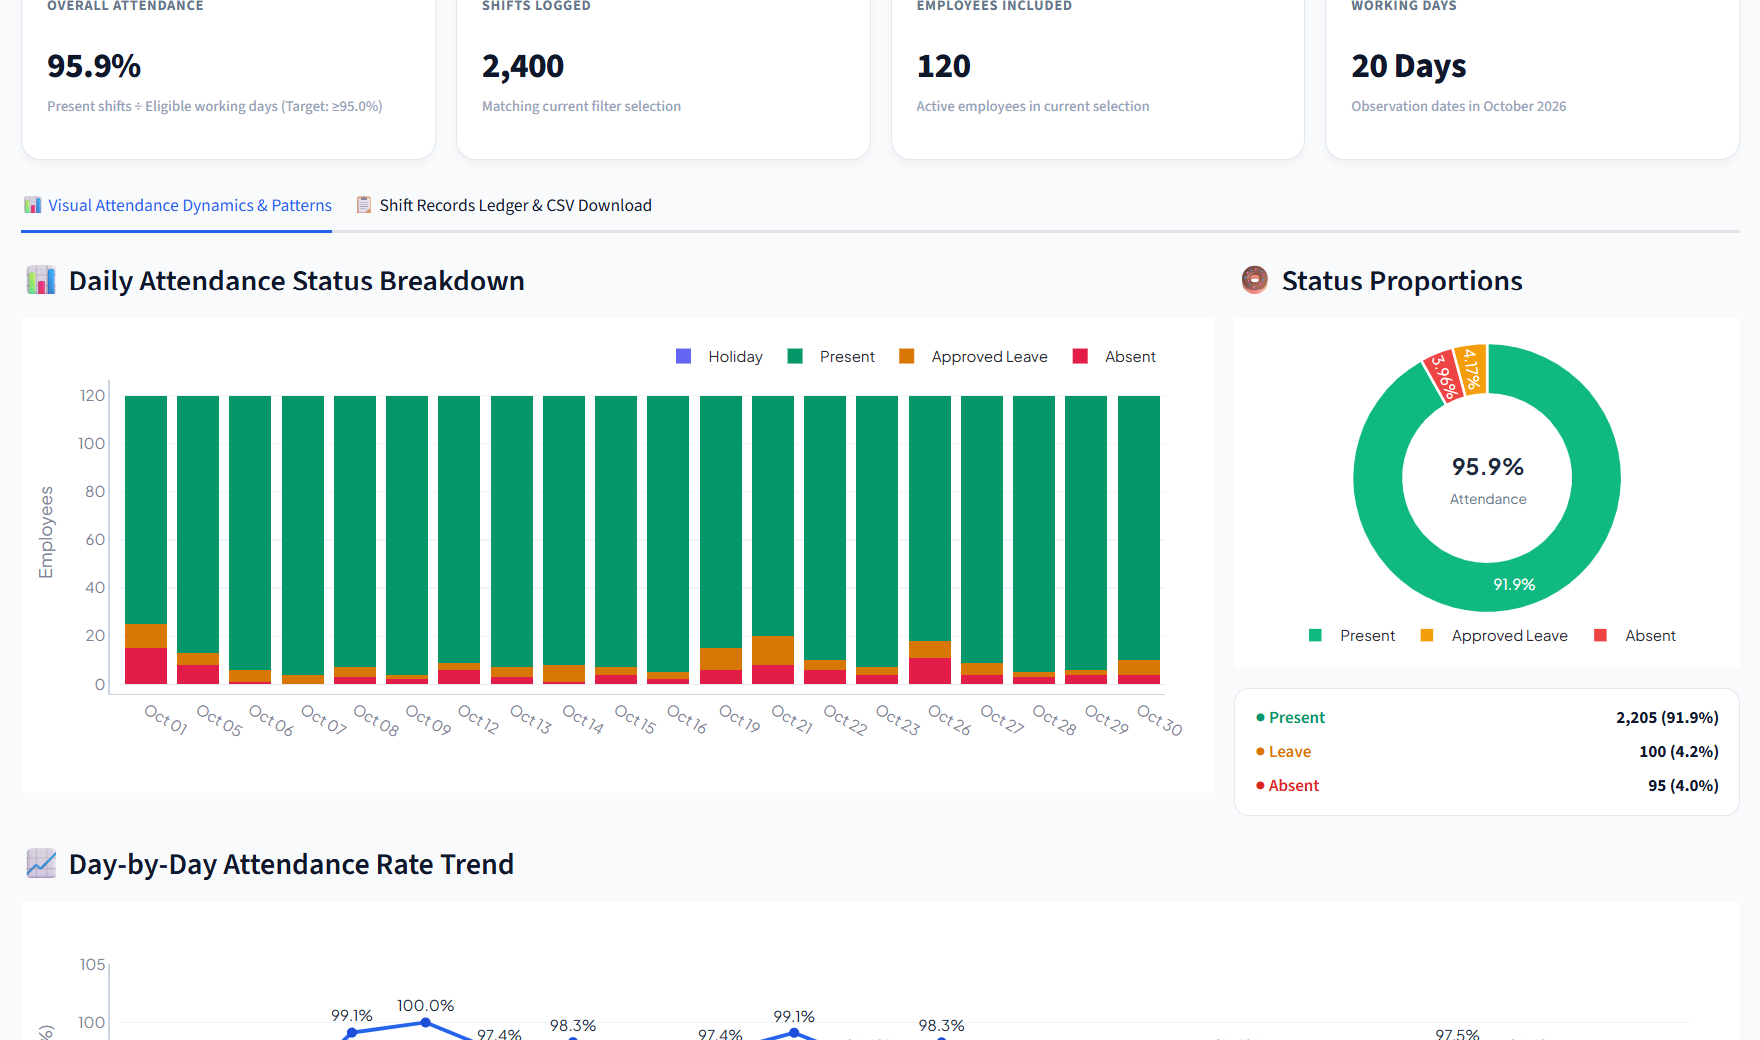 OVERALL ATTENDANCE
SHIFTS LOGGED
EMPLOYEES INCLUDED
WORKING DAYS
95.9%
2,400
120
20 Days
Present shifts ÷ Eligible working days (Target: ≥95.0%)
Matching current filter selection
Active employees in current selection
Observation dates in October 2026
Visual Attendance Dynamics & Patterns
Shift Records Ledger & CSV Download
Daily Attendance Status Breakdown
Holiday
Present
Approved Leave
Absent
120
100
80
60
40
20
0
Employees
Oct 01
Oct 05
Oct 06
Oct 07
Oct 08
Oct 09
Oct 12
Oct 13
Oct 14
Oct 15
Oct 16
Oct 19
Oct 21
Oct 22
Oct 23
Oct 26
Oct 27
Oct 28
Oct 29
Oct 30
Status Proportions
3.96%
4.17%
95.9%
Attendance
91.9%
Present
Approved Leave
Absent
Present 2,205 (91.9%)
Leave 100 (4.2%)
Absent 95 (4.0%)
Day-by-Day Attendance Rate Trend
105
100
%)
99.1%
100.0%
97.4%
98.3%
97.4%
99.1%
98.3%
97.5%